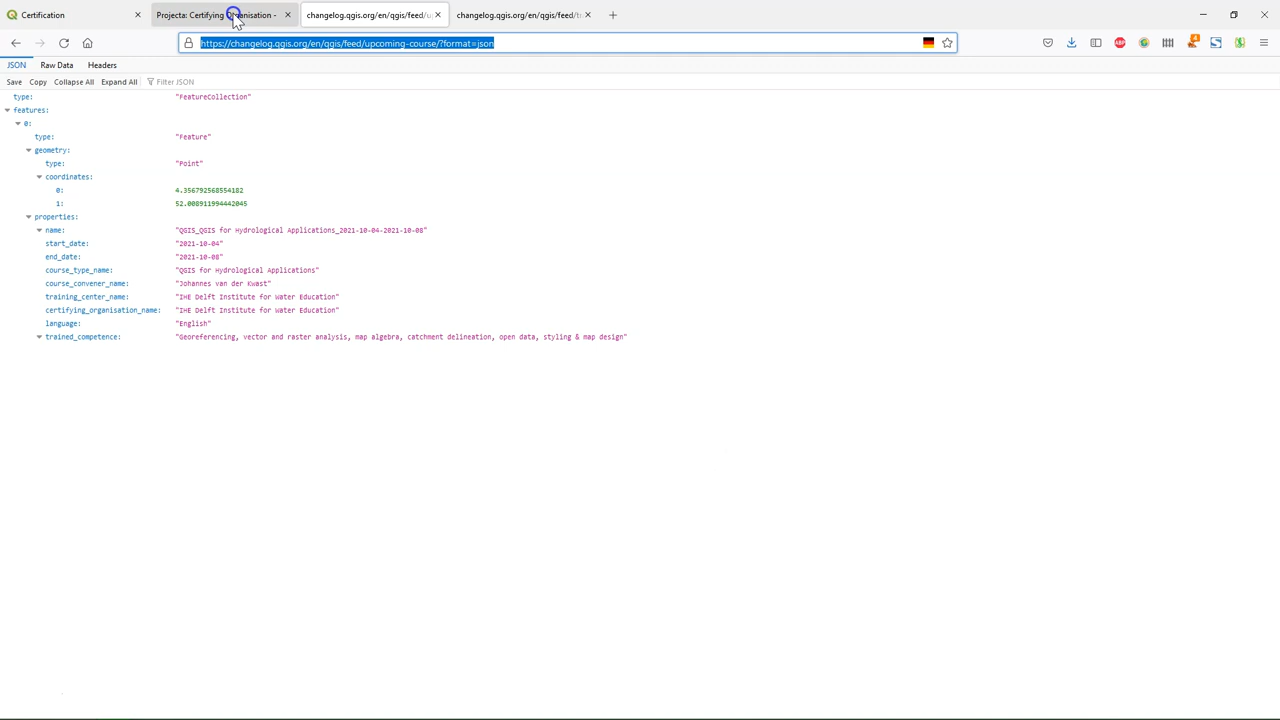 Certification
Projecta: Certifying Organisation -
changelog.qgis.org/en/qgis/feed/u
changelog.qgis.org/en/qgis/feed/tr
https://changelog.qgis.org/en/qgis/feed/upcoming-course/?format=json
JSON Raw Data Headers
Save Copy Collapse All Expand All Filter JSON
type: "FeatureCollection"
features:
0:
type: "Feature"
geometry:
type: "Point"
coordinates:
0: 4.356792568554182
1: 52.008911994442045
properties:
name: "QGIS_QGIS for Hydrological Applications_2021-10-04-2021-10-08"
start_date: "2021-10-04"
end_date: "2021-10-08"
course_type_name: "QGIS for Hydrological Applications"
course_convener_name: "Johannes van der Kwast"
training_center_name: "IHE Delft Institute for Water Education"
certifying_organisation_name: "IHE Delft Institute for Water Education"
language: "English"
trained_competence: "Georeferencing, vector and raster analysis, map algebra, catchment delineation, open data, styling & map design"